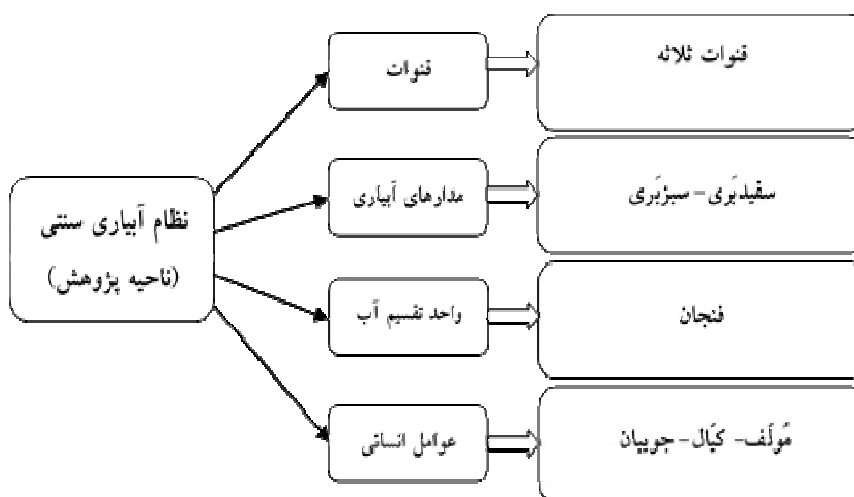 نظام آبیاری سنتی
(ناحیه پژوهش)
قنوات
قنوات ثلاثه
مدارهای آبیاری
سفیدبَری-سبزبَری
واحد تقسیم آب
فنجان
عوامل انسانی
مُولّف- کیّال-جوییان